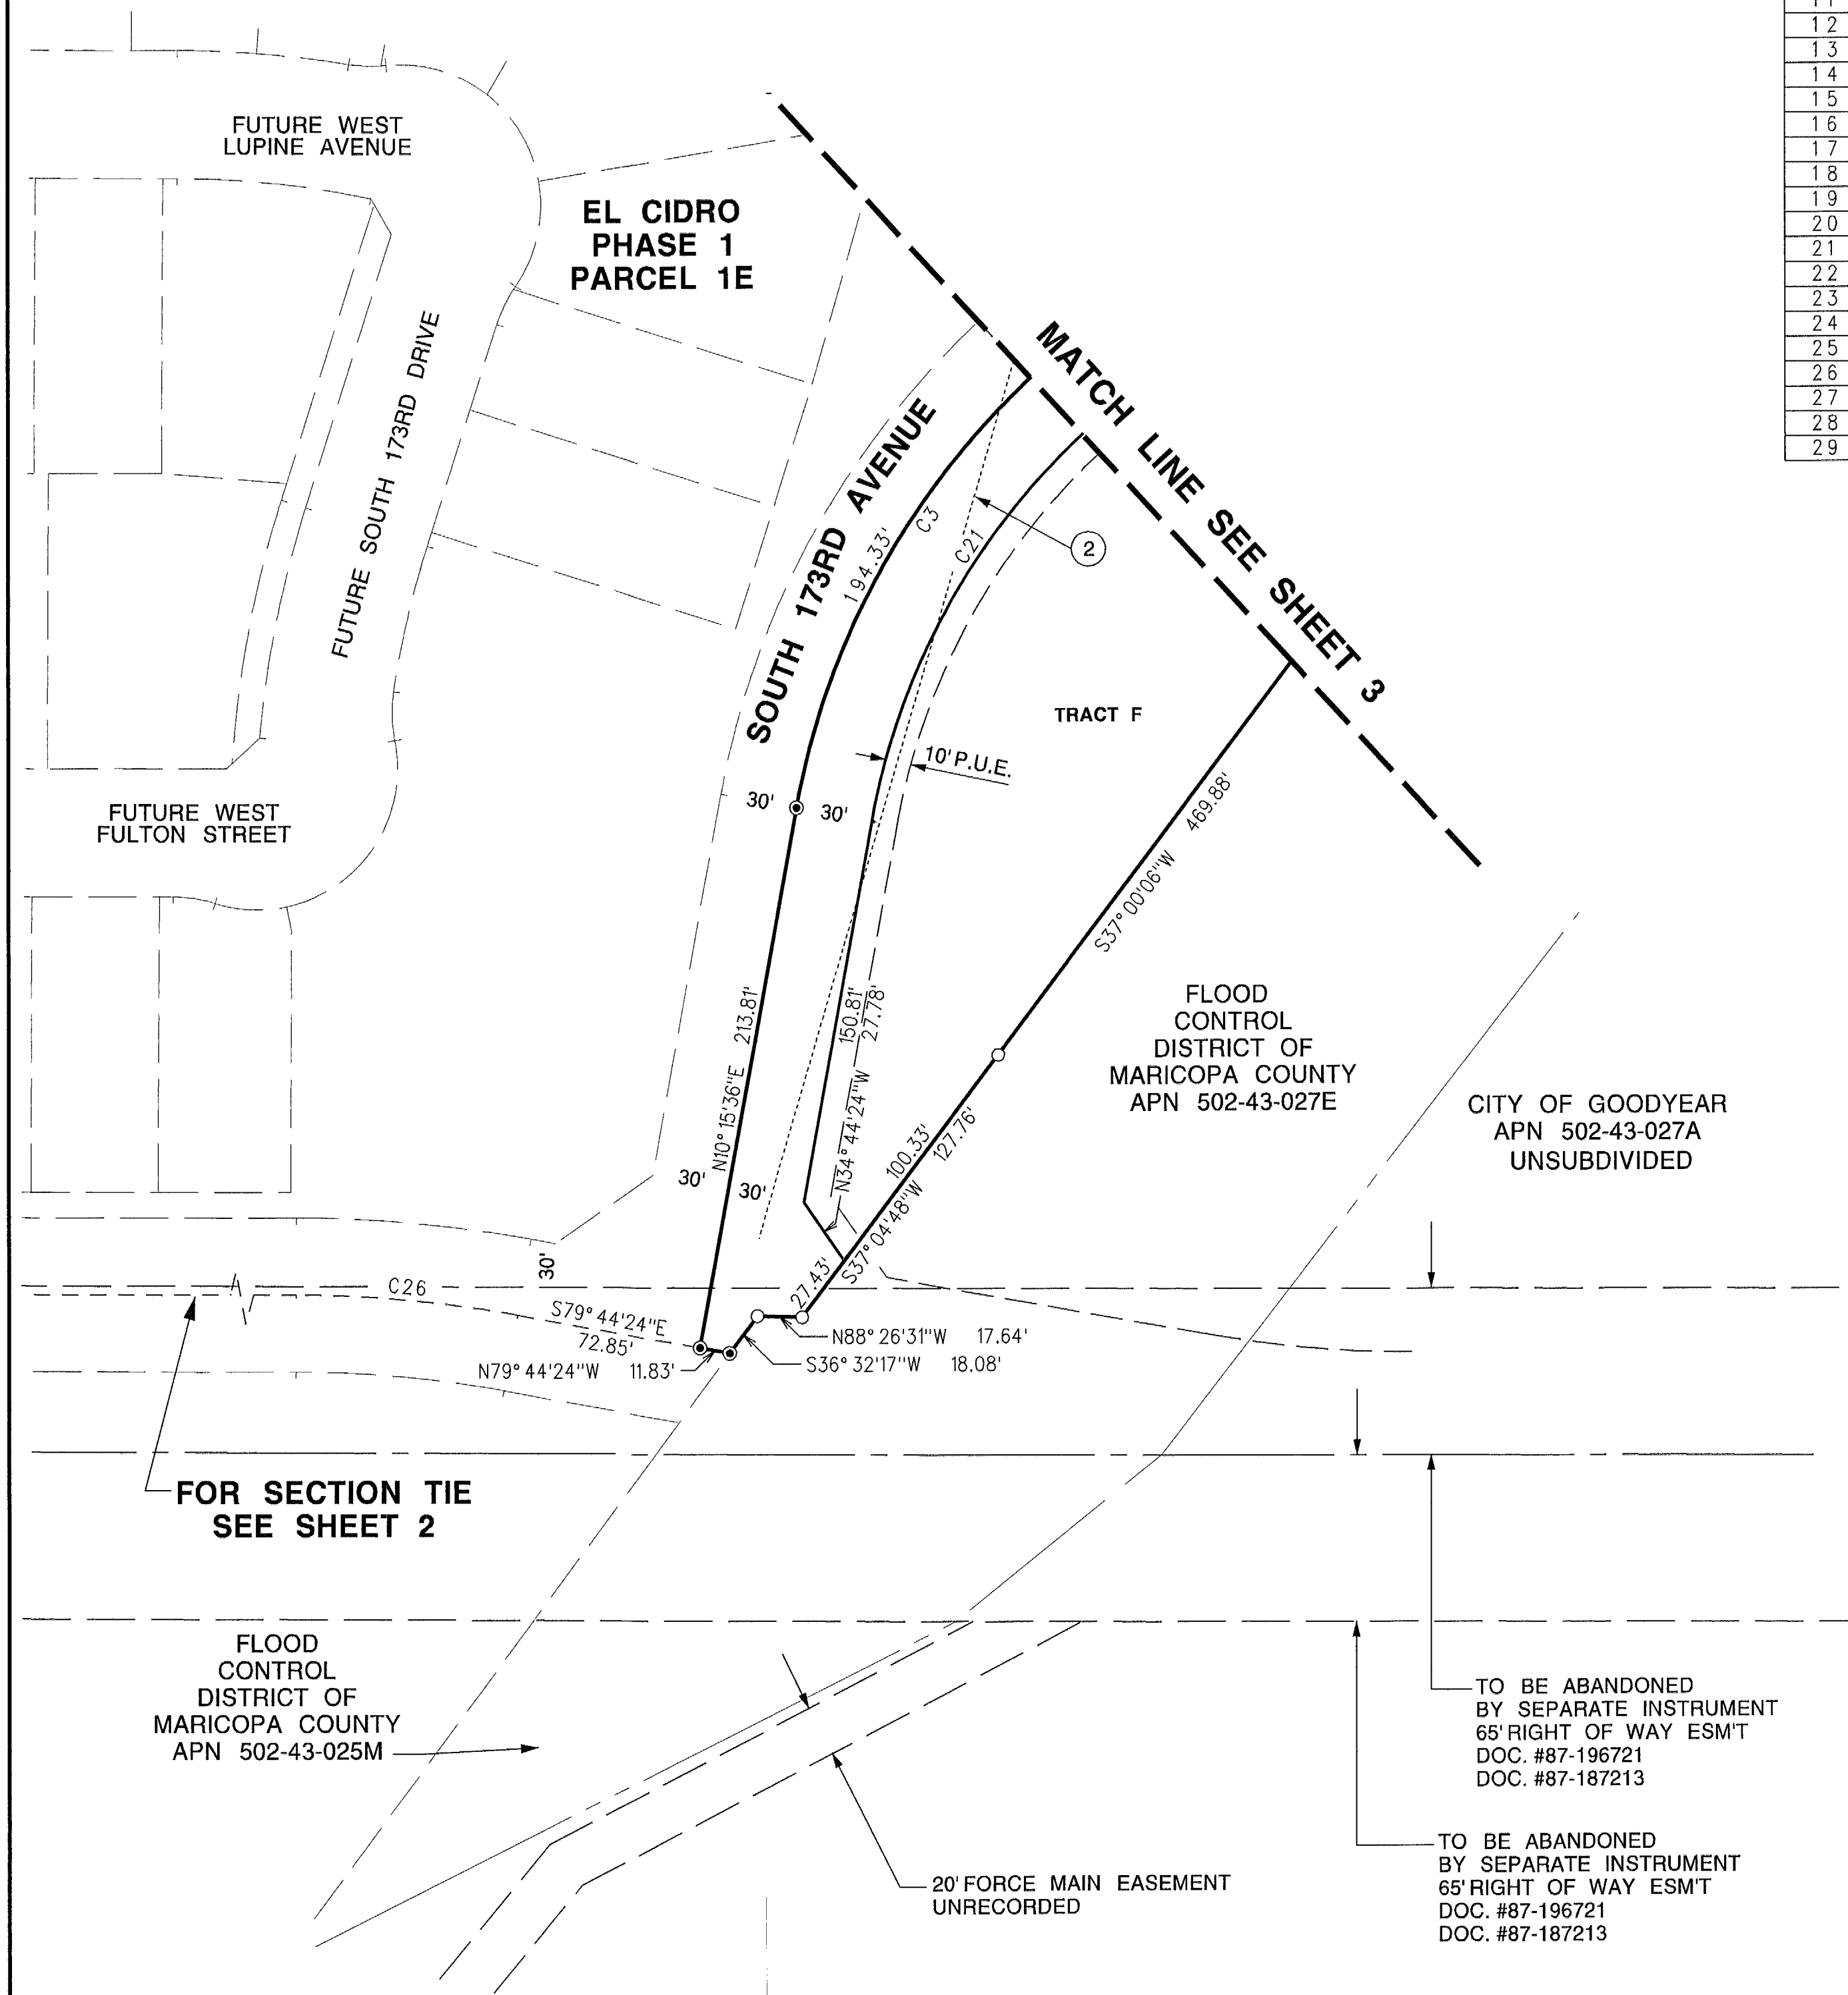 12
13
14
15
16
17
18
19
20
21
22
23
24
25
26
27
28
29
FUTURE WEST
LUPINE AVENUE
EL CIDRO
PHASE 1
PARCEL 1E
FUTURE SOUTH 173RD DRIVE
MATCH LINE SEE SHEET 3
SOUTH 173RD AVENUE
194.33' C3
C21
2
TRACT F
10' P.U.E.
30' 30'
FUTURE WEST
FULTON STREET
S37°00'06"W 469.88'
N10°15'36"E 213.81'
150.81'
27.78'
N34°44'24"W
FLOOD
CONTROL
DISTRICT OF
MARICOPA COUNTY
APN 502-43-027E
CITY OF GOODYEAR
APN 502-43-027A
UNSUBDIVIDED
100.33'
127.76'
S37°04'48"W
27.43'
30' 30'
30'
C26
S79°44'24"E
72.85'
N88°26'31"W 17.64'
S36°32'17"W 18.08'
N79°44'24"W 11.83'
FOR SECTION TIE
SEE SHEET 2
FLOOD
CONTROL
DISTRICT OF
MARICOPA COUNTY
APN 502-43-025M
TO BE ABANDONED
BY SEPARATE INSTRUMENT
65' RIGHT OF WAY ESM'T
DOC. #87-196721
DOC. #87-187213
TO BE ABANDONED
BY SEPARATE INSTRUMENT
65' RIGHT OF WAY ESM'T
DOC. #87-196721
DOC. #87-187213
20' FORCE MAIN EASEMENT
UNRECORDED